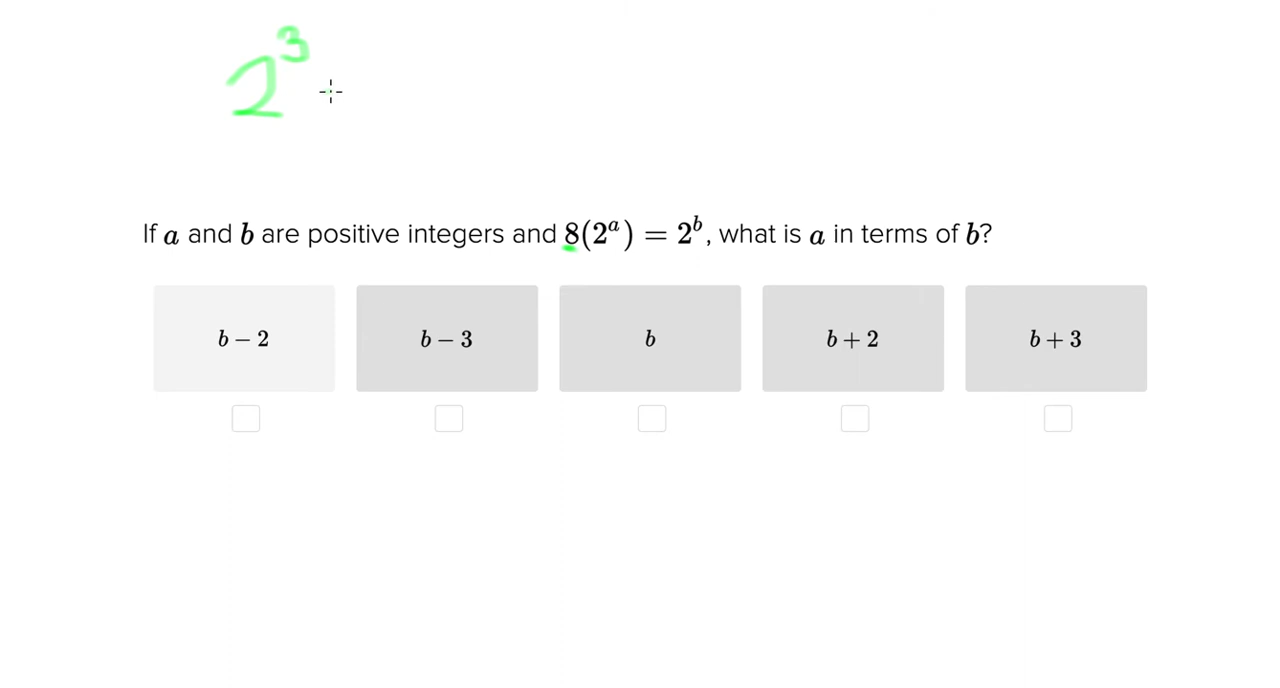 2³
If a and b are positive integers and 8(2ᵃ) = 2ᵇ, what is a in terms of b?
b − 2 b − 3 b b + 2 b + 3